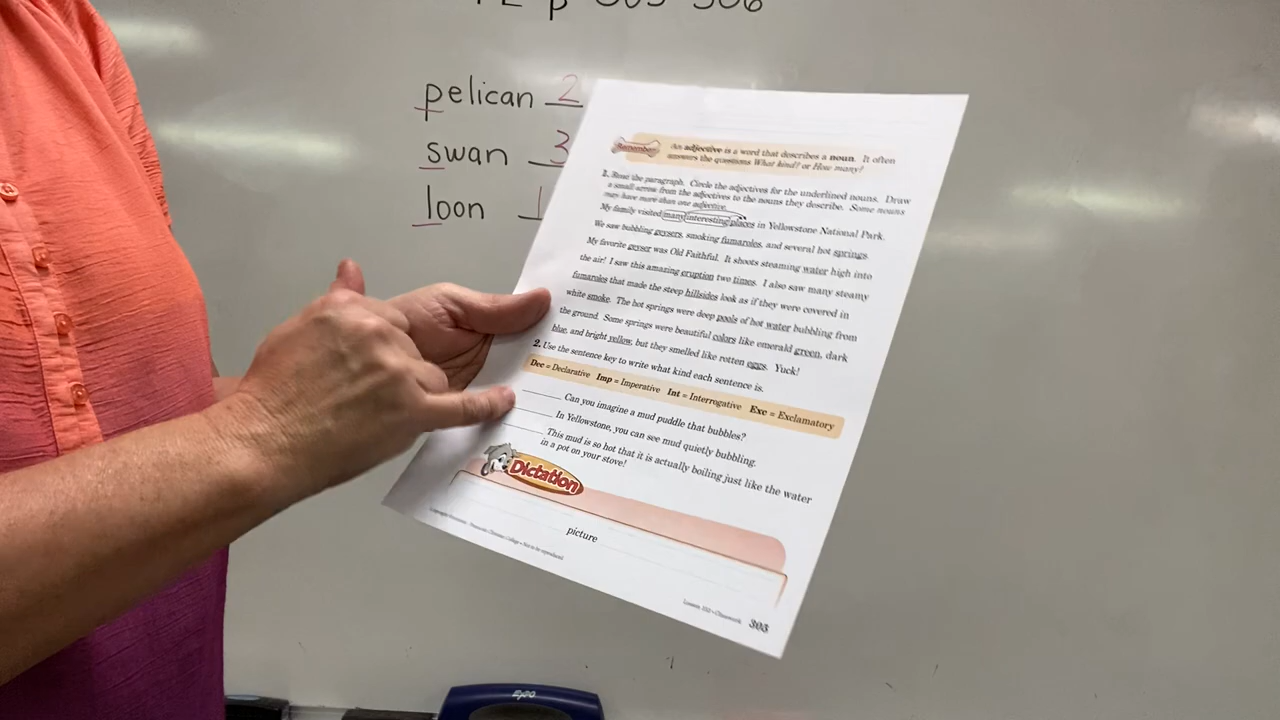 pelican 2
swan 3
loon 1
Remember
An adjective is a word that describes a noun. It often
answers the questions What kind? or How many?
1. Read the paragraph. Circle the adjectives for the underlined nouns. Draw
a small arrow from the adjectives to the nouns they describe. Some nouns
may have more than one adjective.
My family visited many interesting places in Yellowstone National Park.
We saw bubbling geysers, smoking fumaroles, and several hot springs.
My favorite geyser was Old Faithful. It shoots steaming water high into
the air! I saw this amazing eruption two times. I also saw many steamy
fumaroles that made the steep hillsides look as if they were covered in
white smoke. The hot springs were deep pools of hot water bubbling from
the ground. Some springs were beautiful colors like emerald green, dark
blue, and bright yellow, but they smelled like rotten eggs. Yuck!
2. Use the sentence key to write what kind each sentence is.
Dec = Declarative Imp = Imperative Int = Interrogative Exc = Exclamatory
Can you imagine a mud puddle that bubbles?
In Yellowstone, you can see mud quietly bubbling.
This mud is so hot that it is actually boiling just like the water
in a pot on your stove!
Dictation
picture
303
EXPO